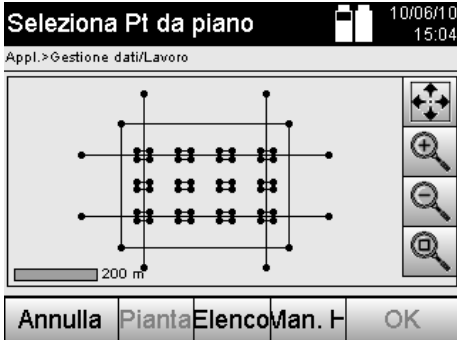 Seleziona Pt da piano
10/06/10
15:04
Appl.>Gestione dati/Lavoro
200 m
Annulla
Pianta
Elenco
Man. H
OK